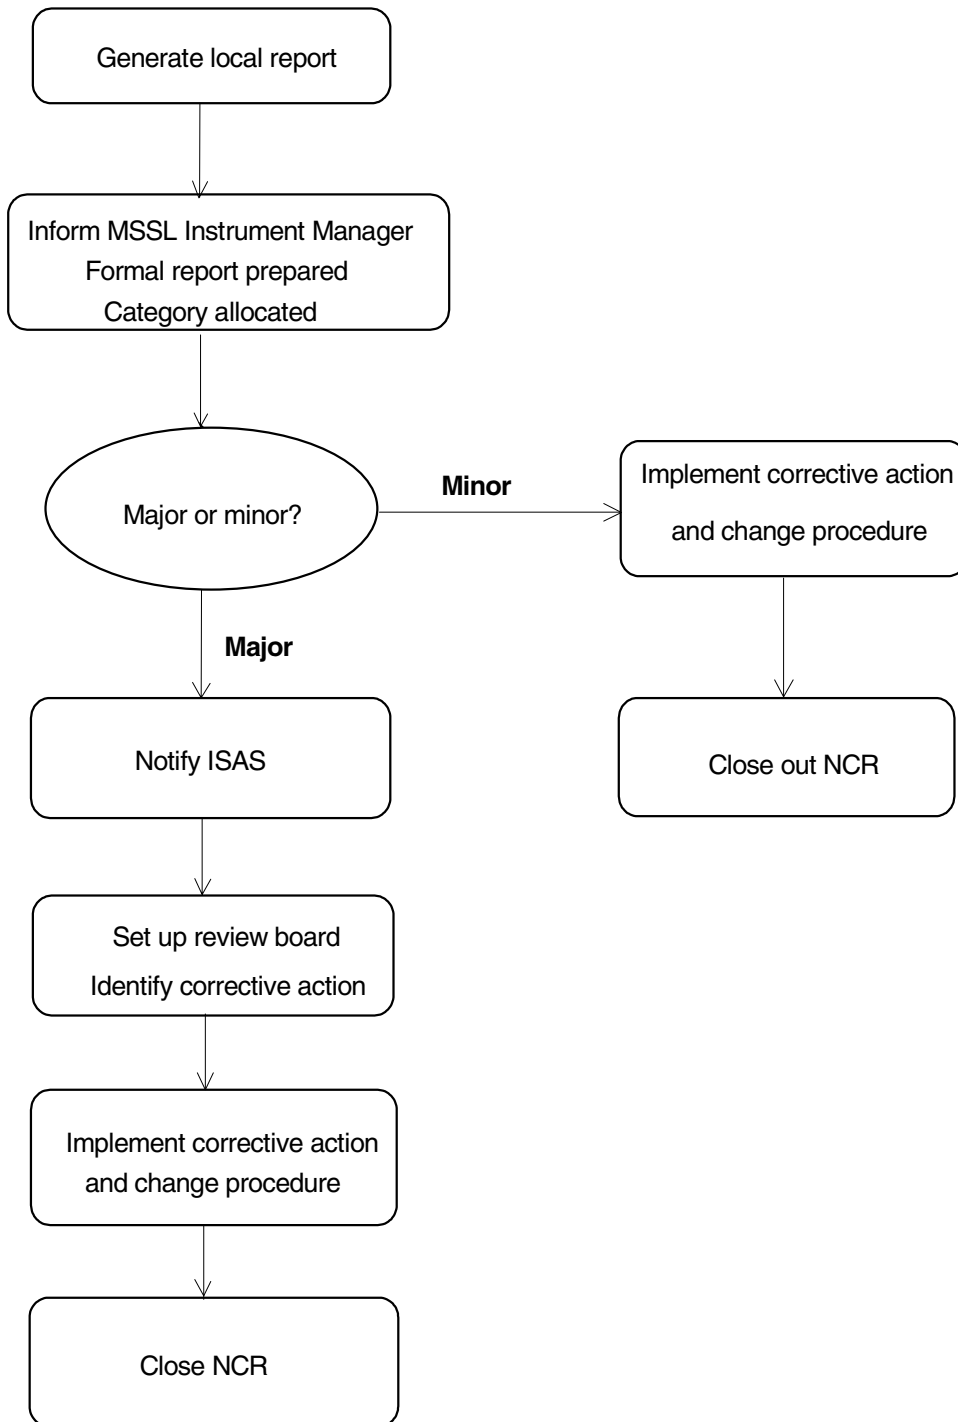 Generate local report
Inform MSSL Instrument Manager
Formal report prepared
Category allocated
Major or minor?
Minor
Implement corrective action
and change procedure
Major
Notify ISAS
Close out NCR
Set up review board
Identify corrective action
Implement corrective action
and change procedure
Close NCR